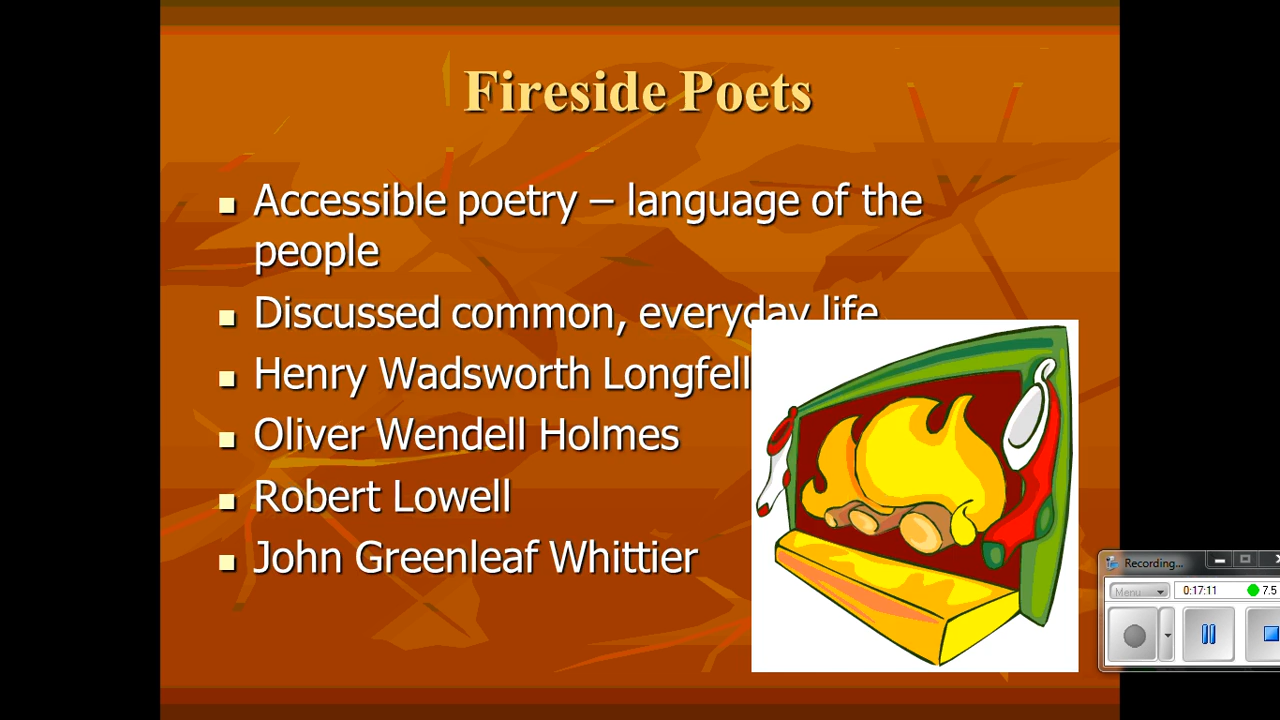 Fireside Poets
Accessible poetry – language of the
people
Discussed common, everyday life
Henry Wadsworth Longfell
Oliver Wendell Holmes
Robert Lowell
John Greenleaf Whittier
Recording...
Menu
0:17:11
7.5